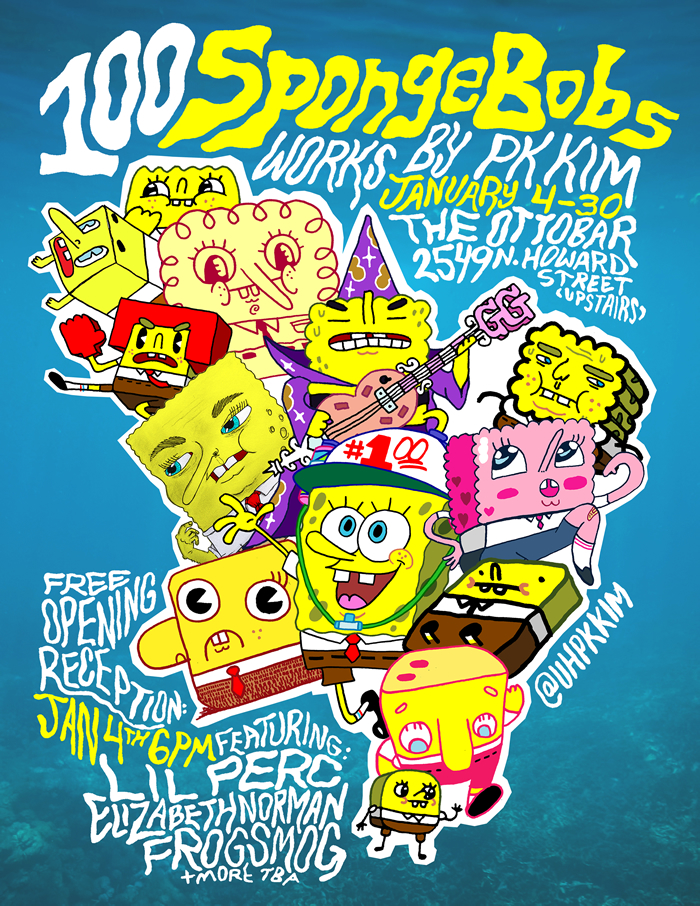 100 SpongeBobs
WORKS BY PK KIM
JANUARY 4-30
THE OTTOBAR
2549 N. HOWARD
STREET
(UPSTAIRS)
GG
#100
@UHPKKIM
FREE
OPENING
RECEPTION:
JAN 4TH 6PM
FEATURING:
LIL PERC
ELIZABETH NORMAN
FROGSMOG
+MORE TBA